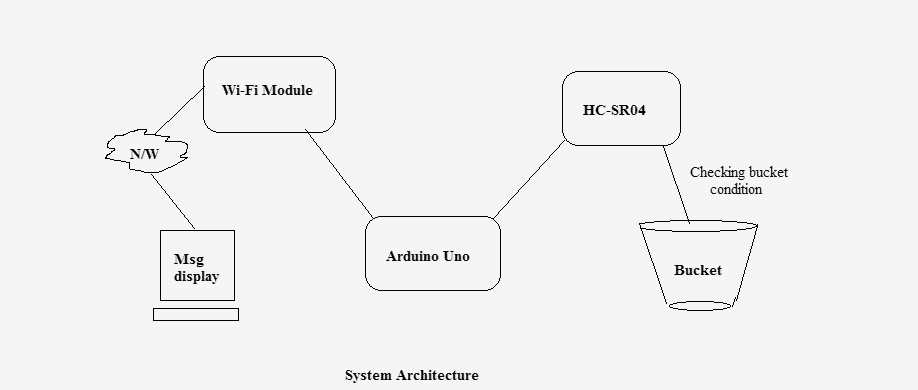 Wi-Fi Module
HC-SR04
N/W
Checking bucket
condition
Arduino Uno
Msg
display
Bucket
System Architecture